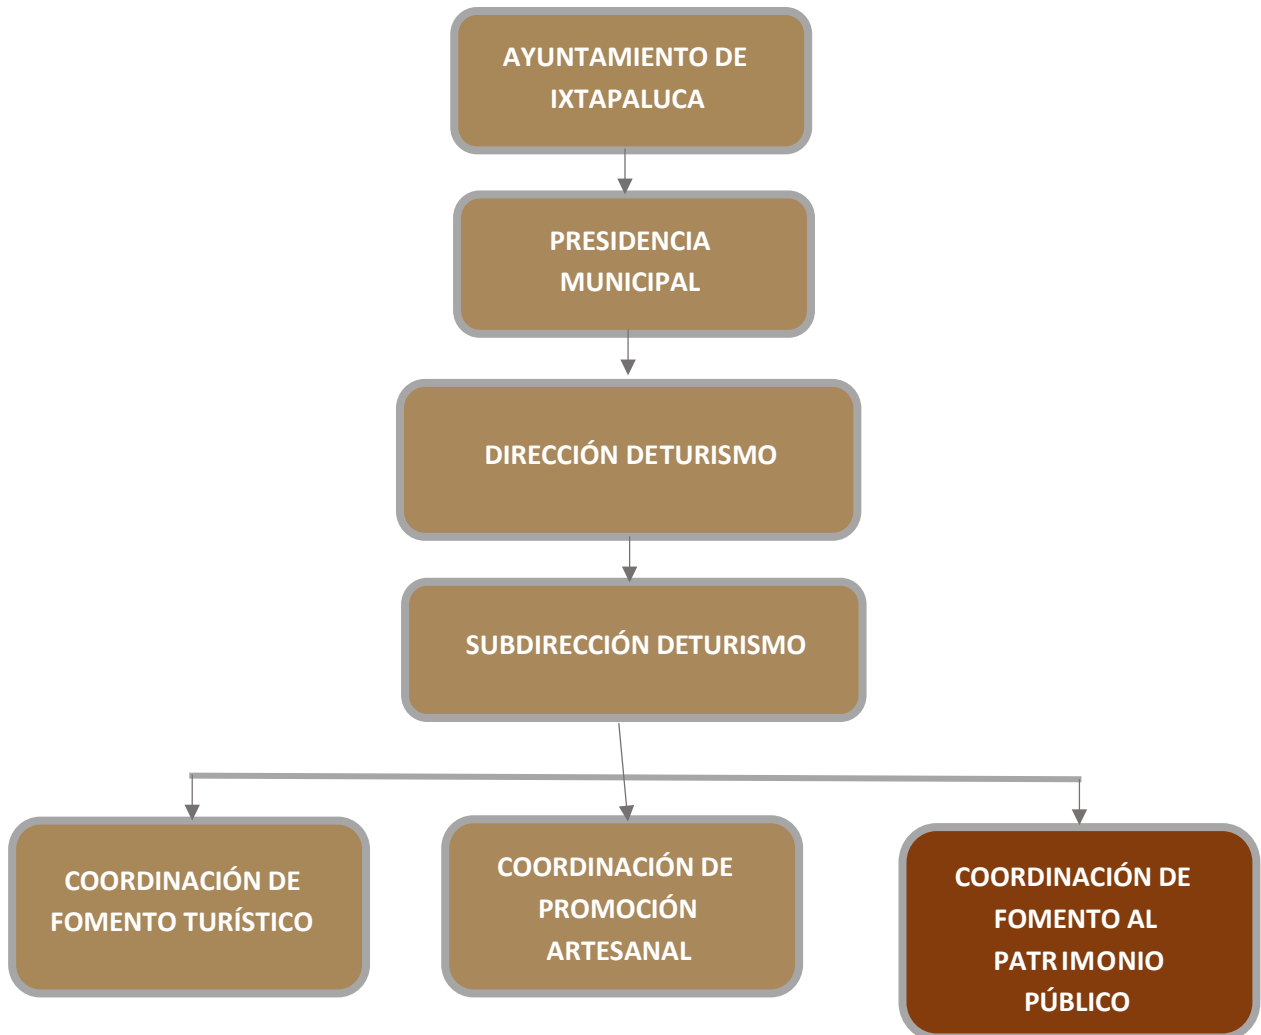 AYUNTAMIENTO DE
IXTAPALUCA
PRESIDENCIA
MUNICIPAL
DIRECCIÓN DETURISMO
SUBDIRECCIÓN DETURISMO
COORDINACIÓN DE
FOMENTO TURÍSTICO
COORDINACIÓN DE
PROMOCIÓN
ARTESANAL
COORDINACIÓN DE
FOMENTO AL
PATR IMONIO
PÚBLICO